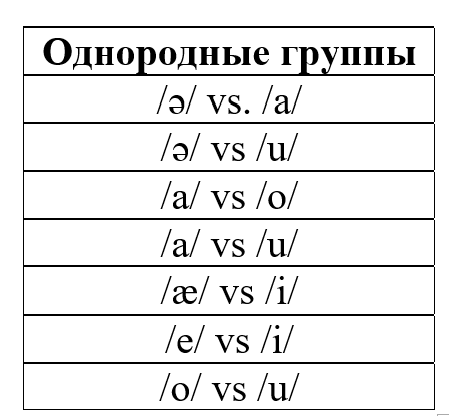 Однородные группы
/ə/ vs. /a/
/ə/ vs /u/
/a/ vs /o/
/a/ vs /u/
/æ/ vs /i/
/e/ vs /i/
/o/ vs /u/